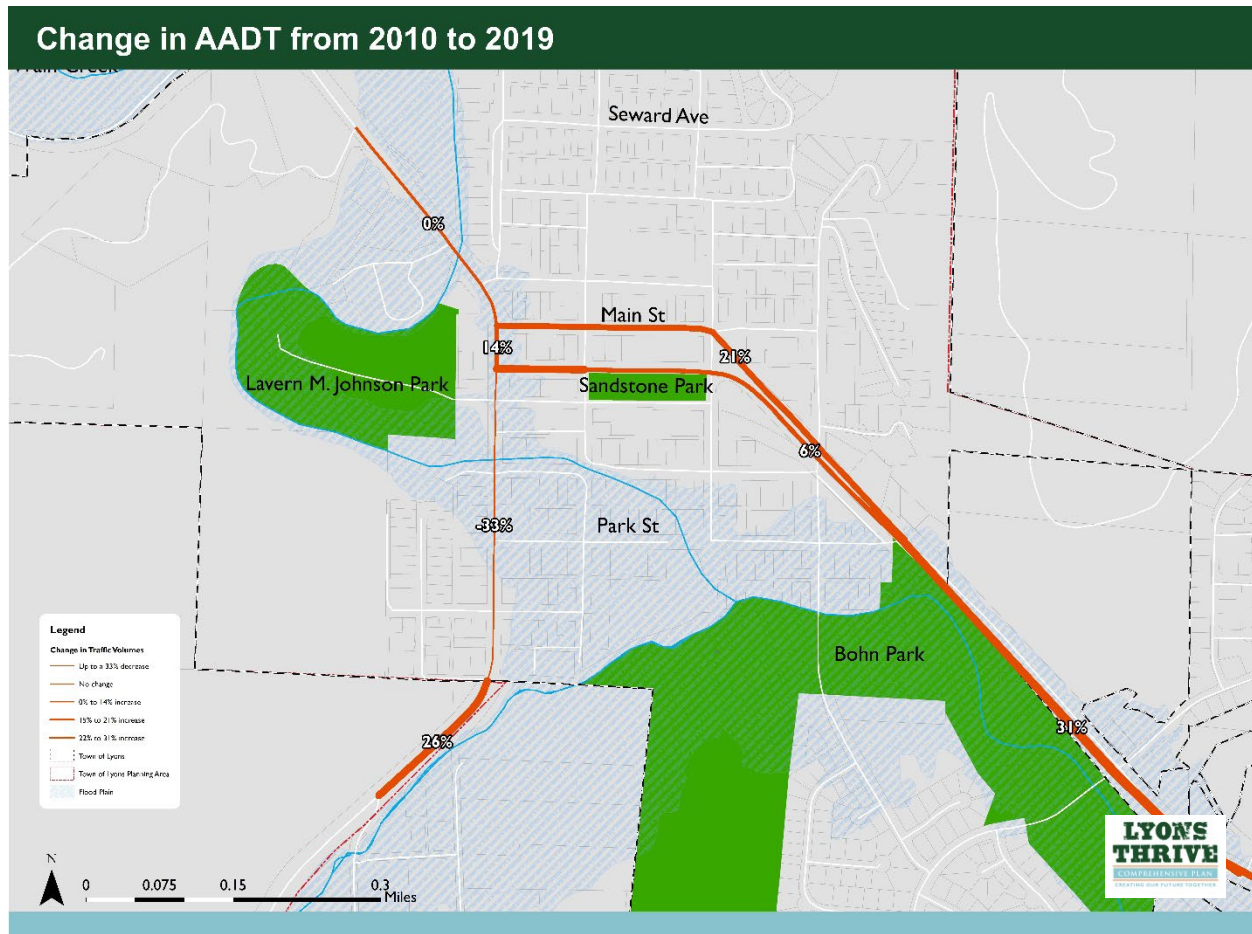 Change in AADT from 2010 to 2019
Seward Ave
0%
Main St
14%
21%
Lavern M. Johnson Park
Sandstone Park
6%
-33%
Park St
Bohn Park
26%
31%
Legend
Change in Traffic Volumes
Up to a 33% decrease
No change
0% to 14% increase
15% to 21% increase
22% to 31% increase
Town of Lyons
Town of Lyons Planning Area
Flood Plain
N
0 0.075 0.15 0.3
Miles
LYONS
THRIVE
COMPREHENSIVE PLAN
CREATING OUR FUTURE TOGETHER